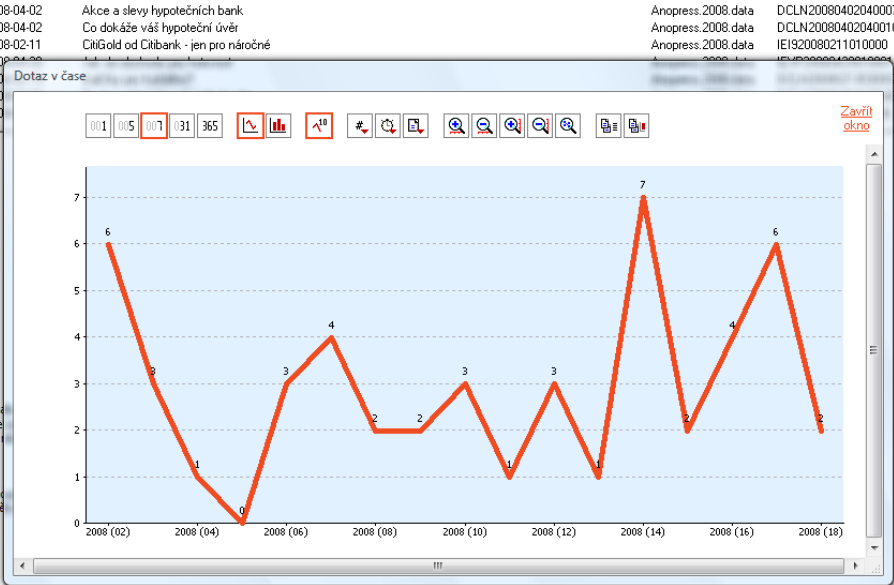 08-04-02 Akce a slevy hypotečních bank Anopress.2008.data DCLN2008040204000
08-04-02 Co dokáže váš hypoteční úvěr Anopress.2008.data DCLN2008040204001
08-02-11 CitiGold od Citibank - jen pro náročné Anopress.2008.data IEI920080211010000
Dotaz v čase
001 005 007 031 365 10 #
Zavřít
okno
7
7
6 6
6
5
4 4
4
3 3 3 3
3
2 2 2 2
2
1 1 1
1
0
0
2008 (02) 2008 (04) 2008 (06) 2008 (08) 2008 (10) 2008 (12) 2008 (14) 2008 (16) 2008 (18)